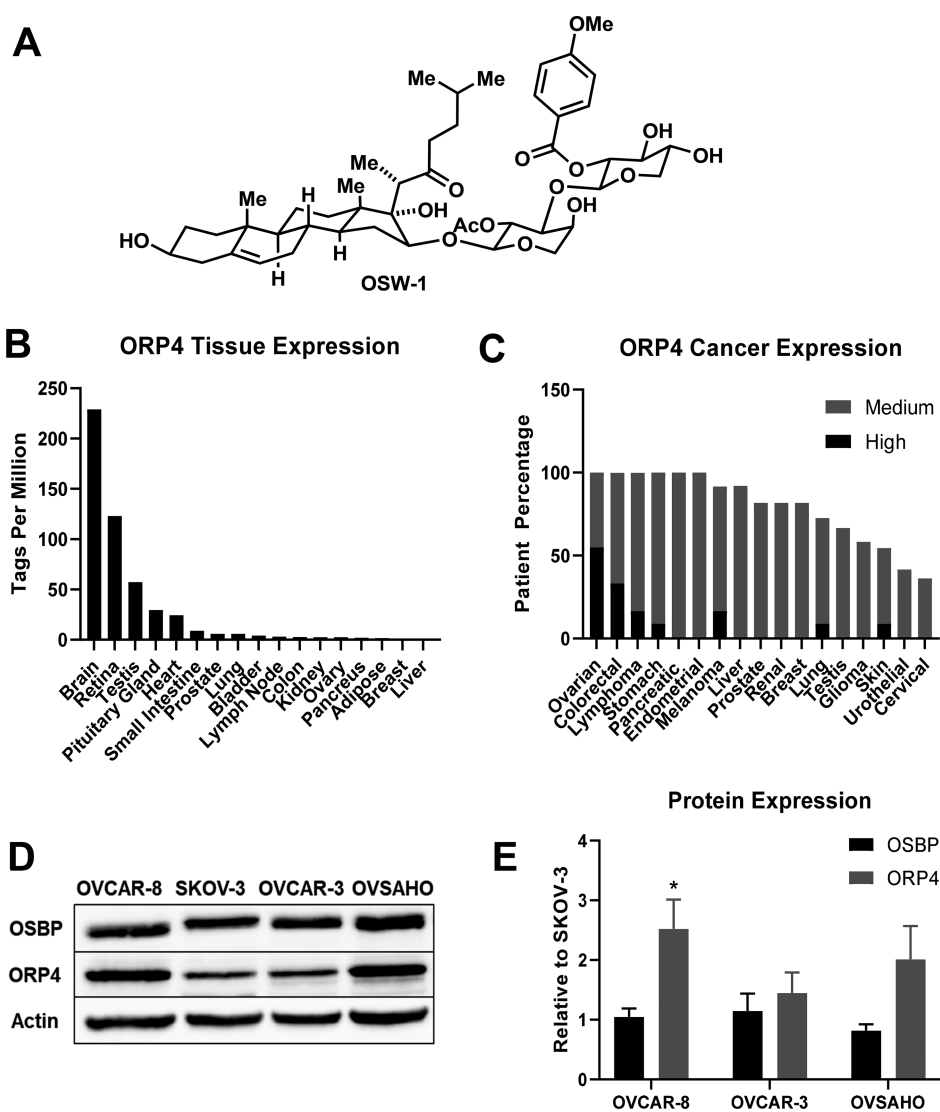 A
OMe
Me
Me
OH
O
O
OH
Me
O
O
Me
Me
H
O
OH
OH
AcO
HO
H
O
O
H
OSW-1
B
ORP4 Tissue Expression
Tags Per Million
250
200
150
100
50
0
Brain
Retina
Testis
Pituitary Gland
Heart
Small Intestine
Prostate
Lung
Bladder
Lymph Node
Colon
Kidney
Ovary
Pancreas
Adipose
Breast
Liver
C
ORP4 Cancer Expression
Patient Percentage
150
100
50
0
Medium
High
Ovarian
Colorectal
Lymphoma
Stomach
Pancreatic
Endometrial
Melanoma
Liver
Prostate
Renal
Breast
Lung
Testis
Glioma
Skin
Urothelial
Cervical
D
OVCAR-8 SKOV-3 OVCAR-3 OVSAHO
OSBP
ORP4
Actin
E
Protein Expression
Relative to SKOV-3
4
3
2
1
0
OSBP
ORP4
*
OVCAR-8 OVCAR-3 OVSAHO